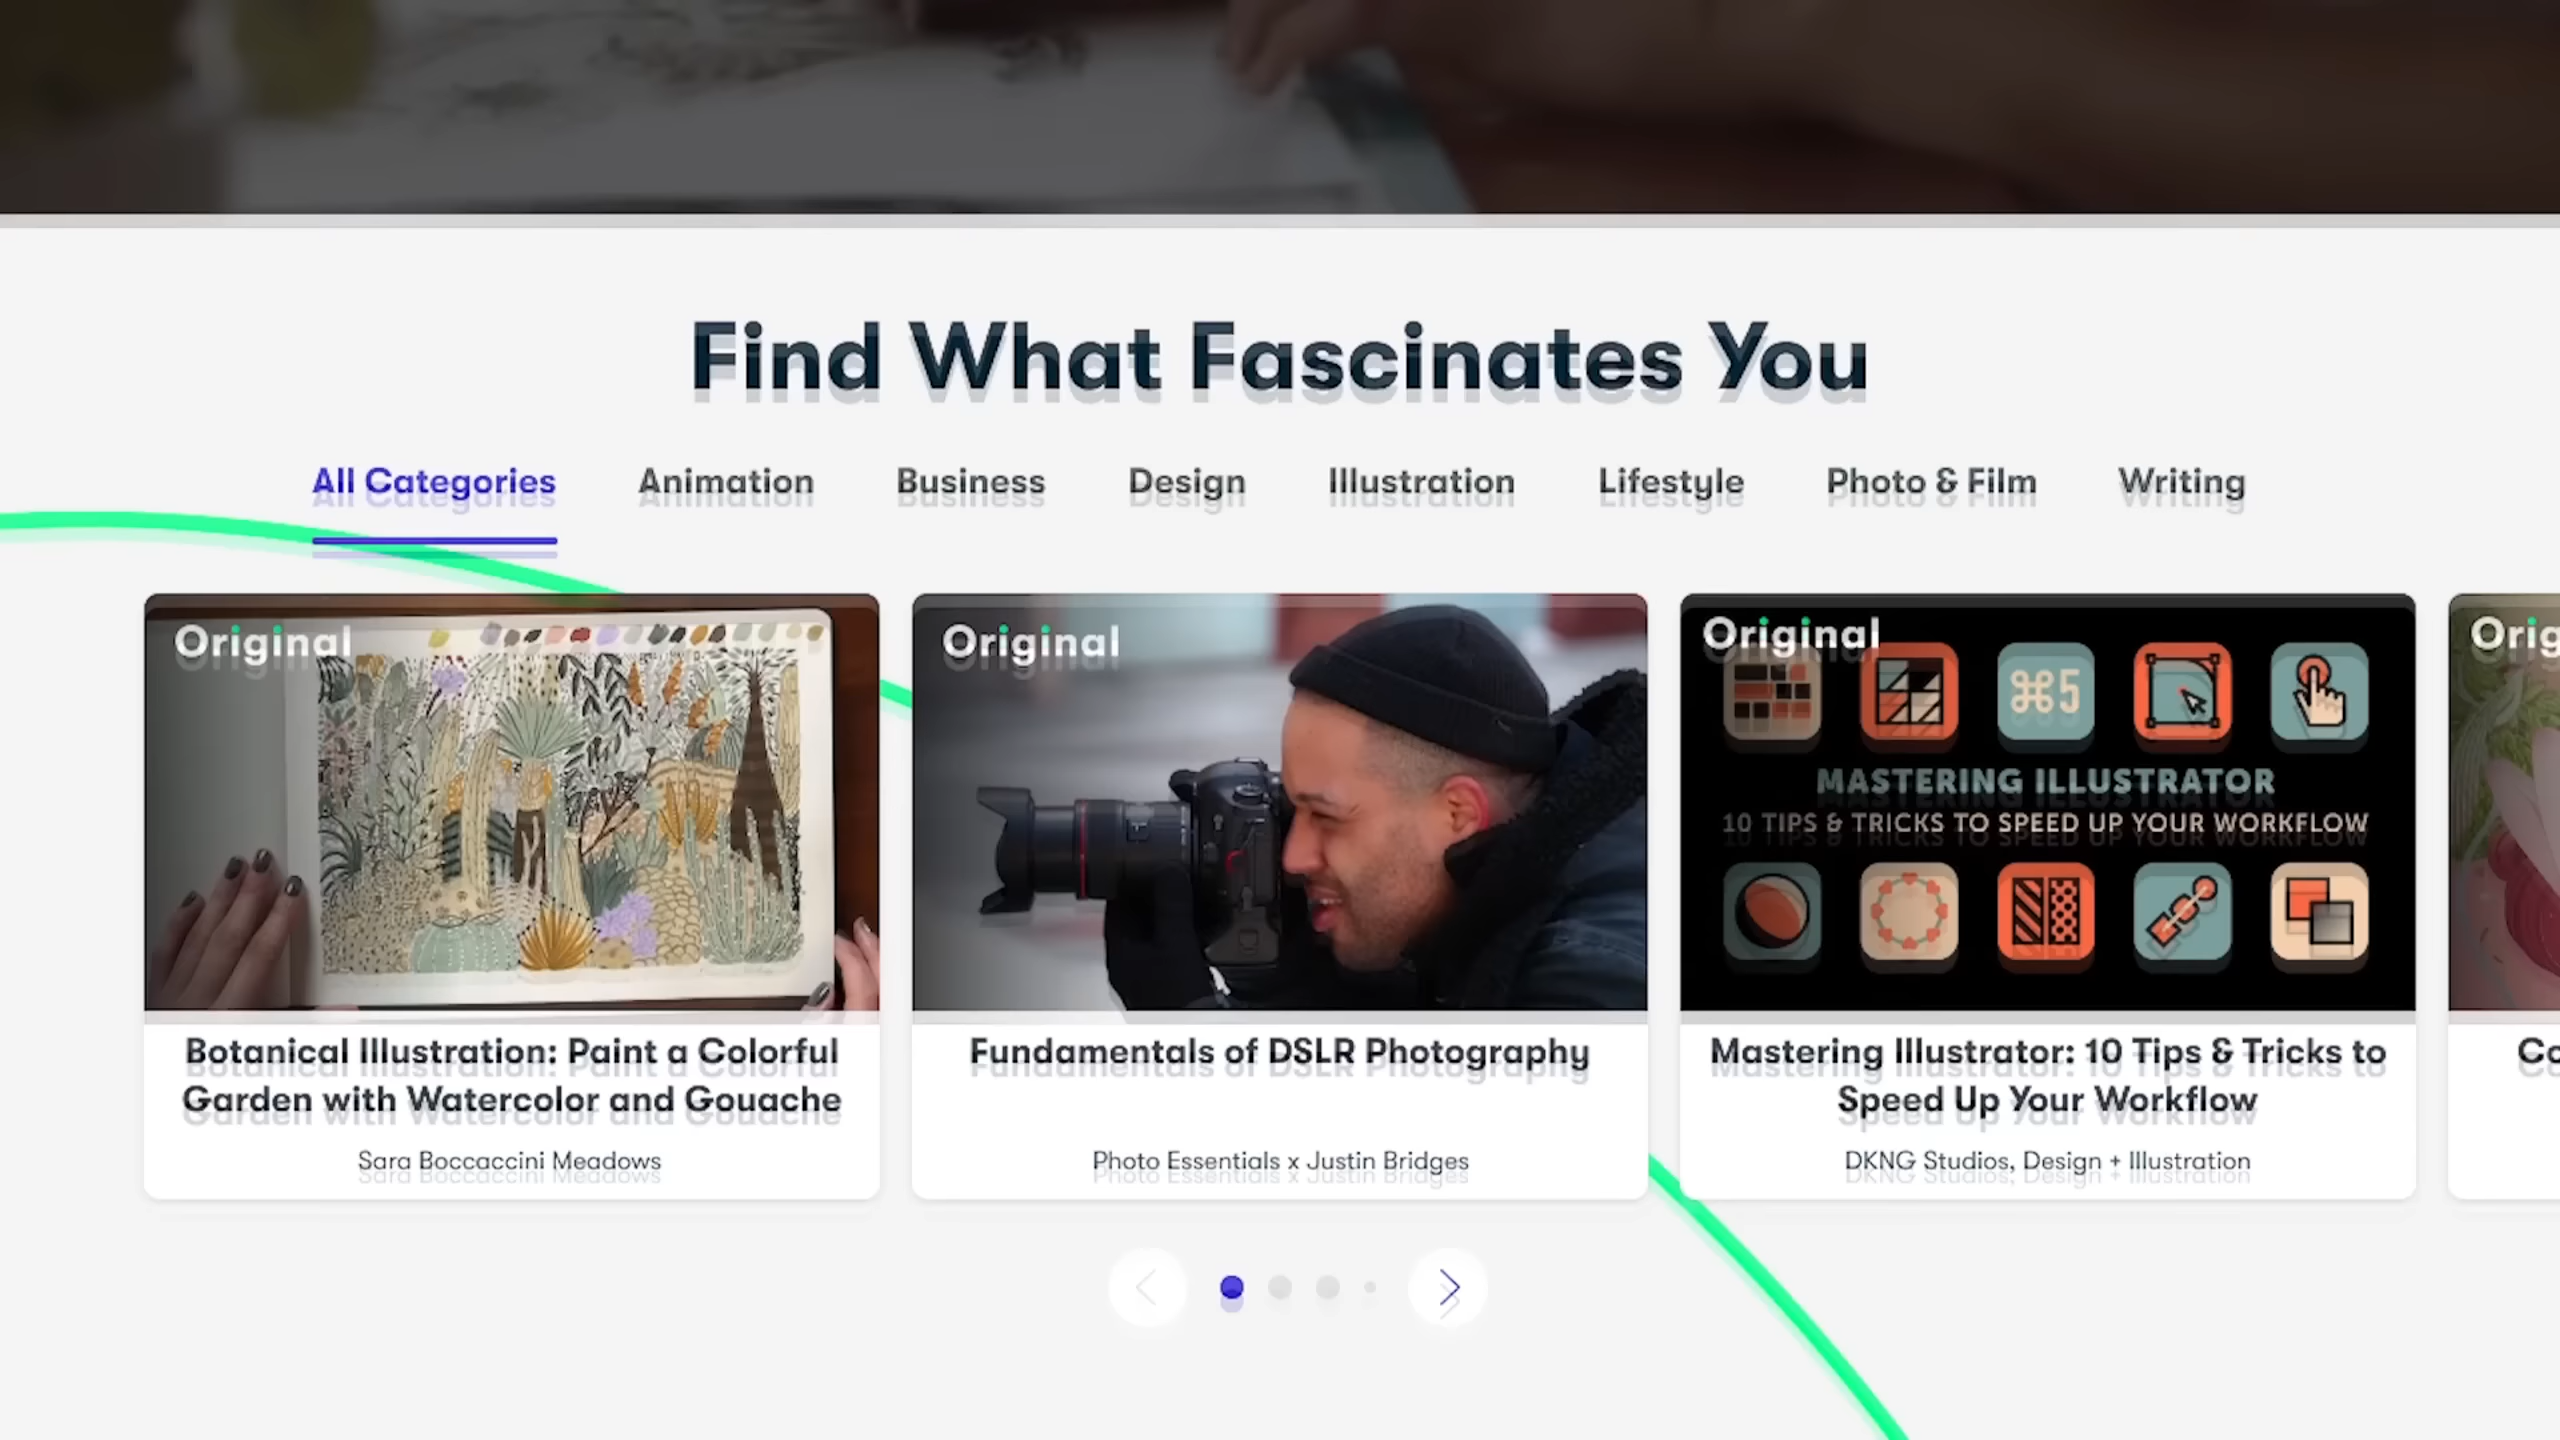 Find What Fascinates You
All Categories Animation Business Design Illustration Lifestyle Photo & Film Writing
Original
Botanical Illustration: Paint a Colorful
Garden with Watercolor and Gouache
Sara Boccaccini Meadows
Original
Fundamentals of DSLR Photography
Photo Essentials x Justin Bridges
Original
⌘5
MASTERING ILLUSTRATOR
10 TIPS & TRICKS TO SPEED UP YOUR WORKFLOW
Mastering Illustrator: 10 Tips & Tricks to
Speed Up Your Workflow
DKNG Studios, Design + Illustration
Orig
Co